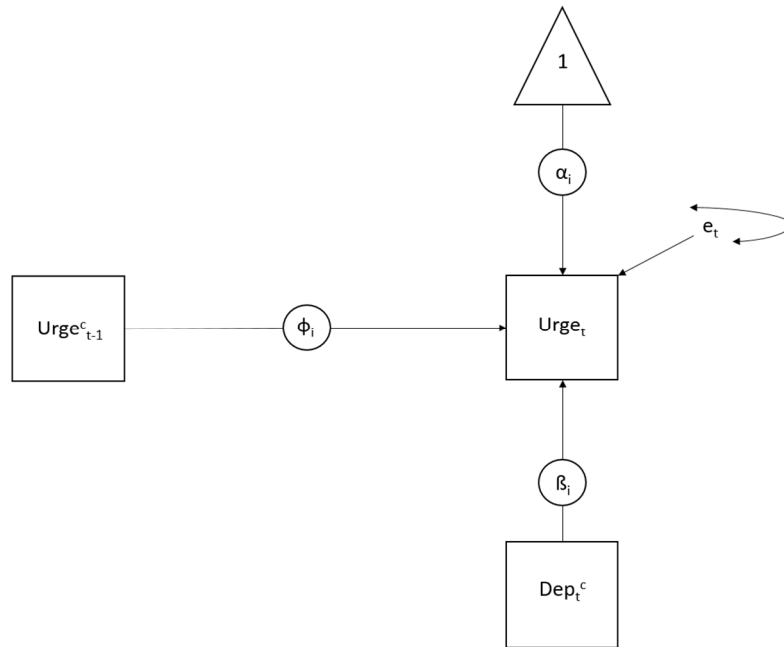 1
αᵢ
eₜ
Urgeᶜₜ₋₁
ϕᵢ
Urgeₜ
ßᵢ
Depₜᶜ